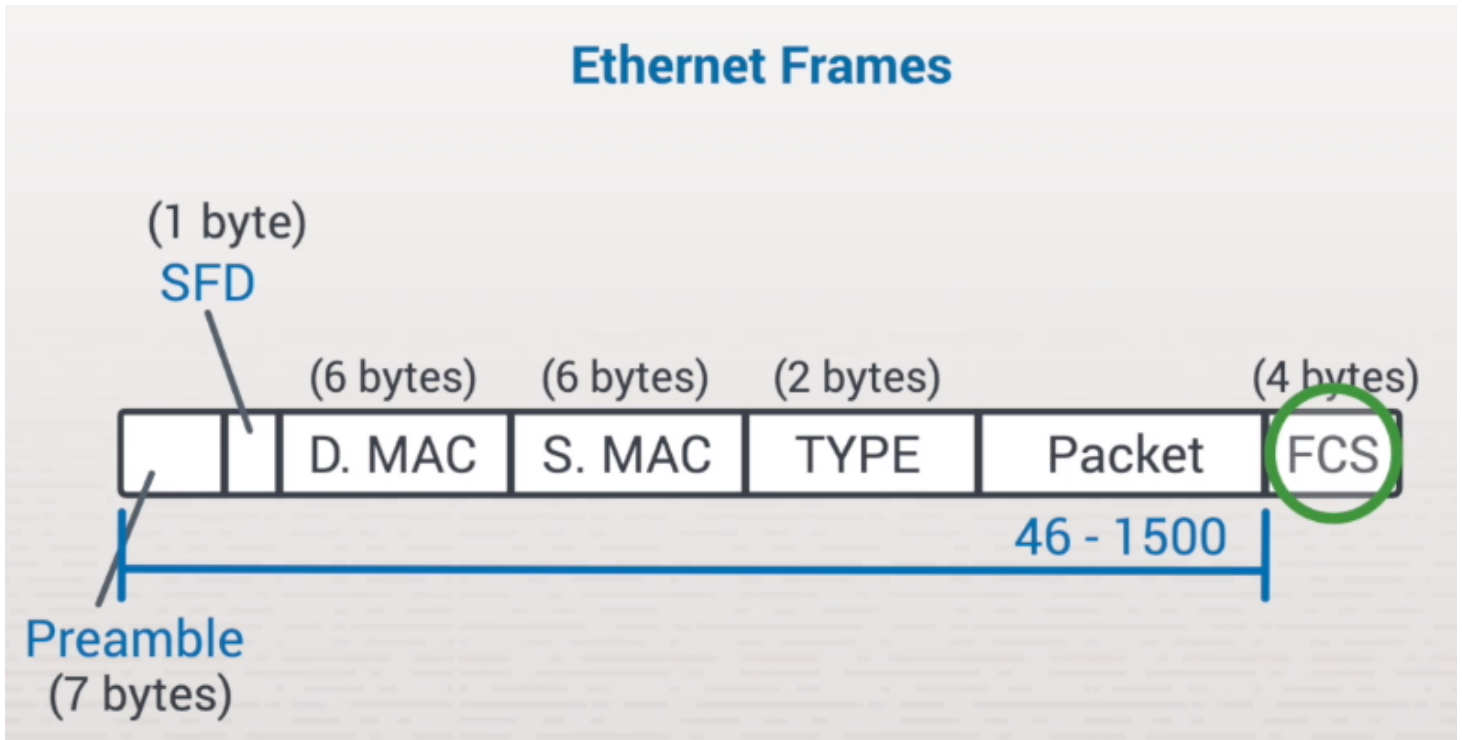 Ethernet Frames
(1 byte)
SFD
(6 bytes) (6 bytes) (2 bytes) (4 bytes)
D. MAC S. MAC TYPE Packet FCS
46 - 1500
Preamble
(7 bytes)